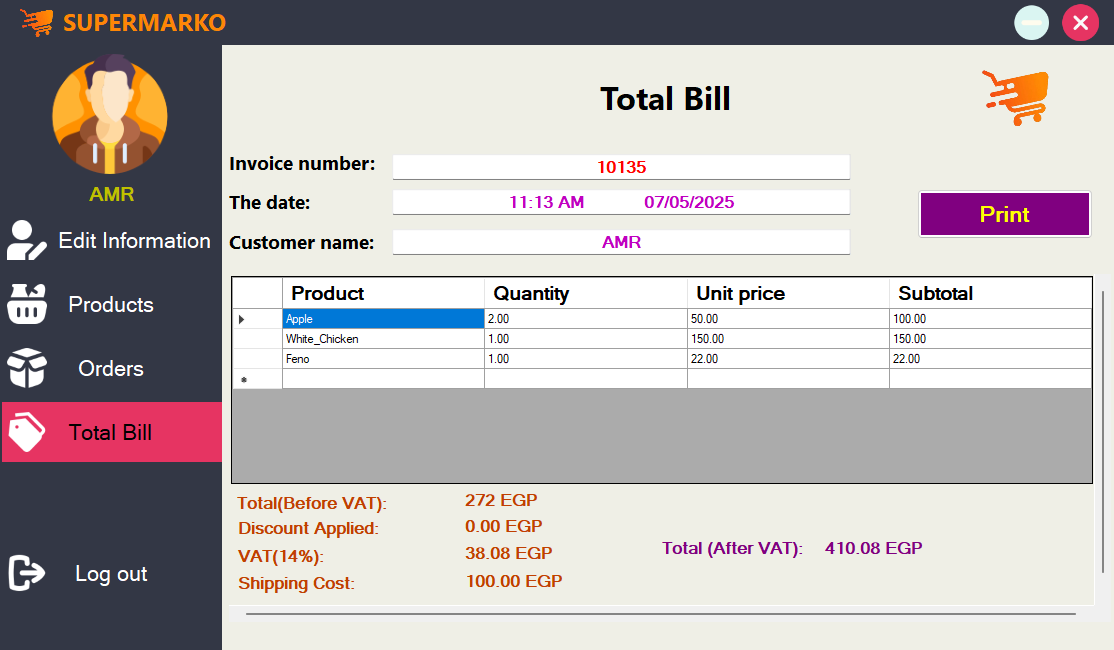 SUPERMARKO
AMR
Edit Information
Products
Orders
Total Bill
Log out
Total Bill
Invoice number: 10135
The date: 11:13 AM 07/05/2025
Customer name: AMR
Print
Product Quantity Unit price Subtotal
Apple 2.00 50.00 100.00
White_Chicken 1.00 150.00 150.00
Feno 1.00 22.00 22.00
Total(Before VAT): 272 EGP
Discount Applied: 0.00 EGP
VAT(14%): 38.08 EGP
Shipping Cost: 100.00 EGP
Total (After VAT): 410.08 EGP